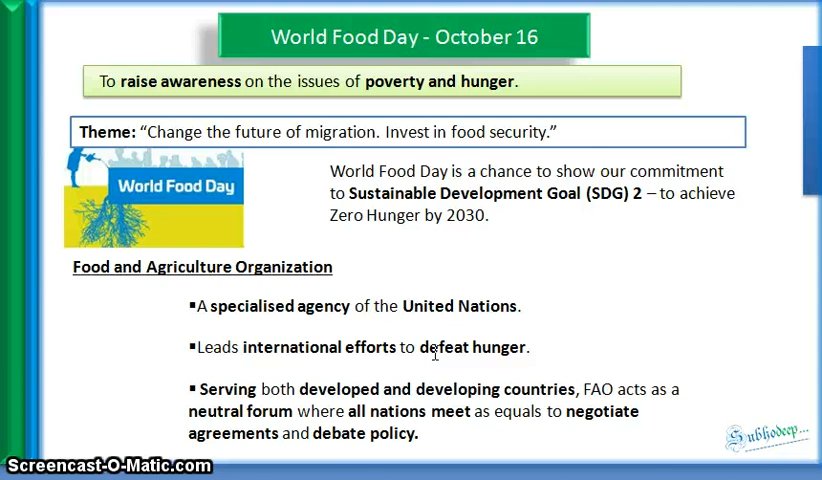 World Food Day - October 16
To raise awareness on the issues of poverty and hunger.
Theme: “Change the future of migration. Invest in food security.”
World Food Day
World Food Day is a chance to show our commitment
to Sustainable Development Goal (SDG) 2 – to achieve
Zero Hunger by 2030.
Food and Agriculture Organization
▪A specialised agency of the United Nations.
▪Leads international efforts to defeat hunger.
▪ Serving both developed and developing countries, FAO acts as a
neutral forum where all nations meet as equals to negotiate
agreements and debate policy.
Subhodeep...
Screencast-O-Matic.com